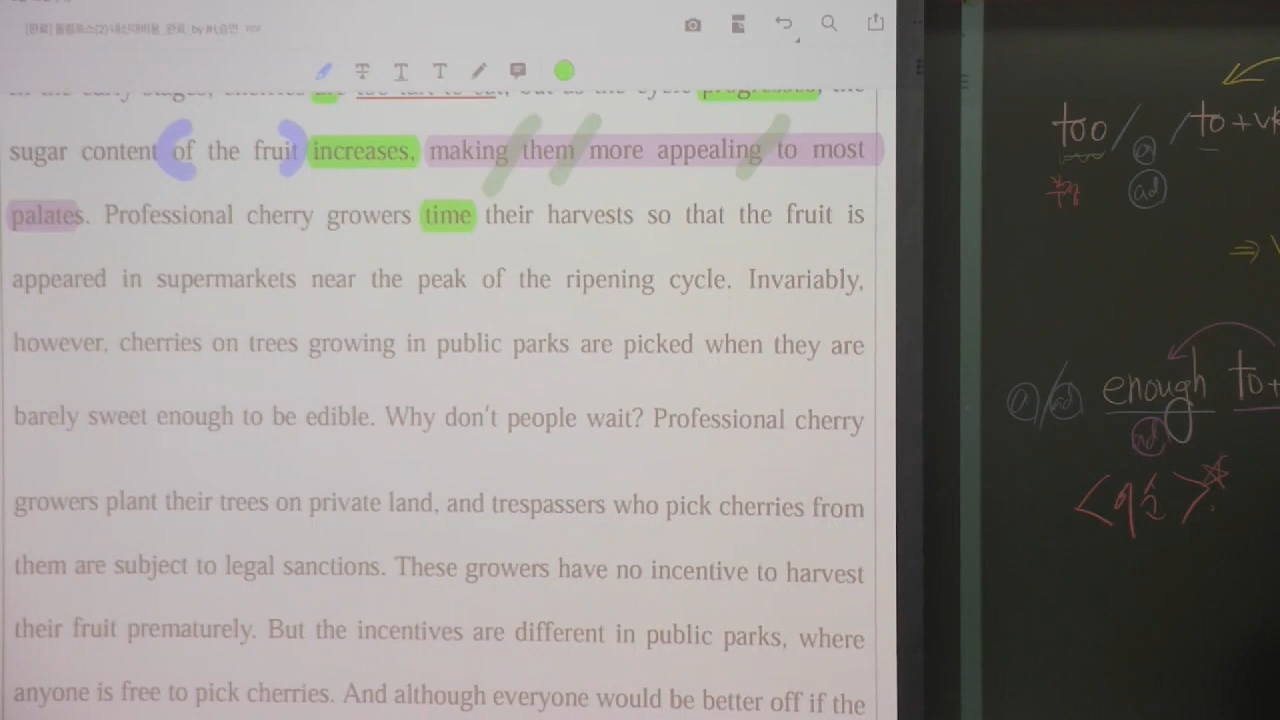 PDF
sugar content of the fruit increases, making them more appealing to most
palates. Professional cherry growers time their harvests so that the fruit is
appeared in supermarkets near the peak of the ripening cycle. Invariably,
however, cherries on trees growing in public parks are picked when they are
barely sweet enough to be edible. Why don't people wait? Professional cherry
growers plant their trees on private land, and trespassers who pick cherries from
them are subject to legal sanctions. These growers have no incentive to harvest
their fruit prematurely. But the incentives are different in public parks, where
anyone is free to pick cherries. And although everyone would be better off if the
too / a / to +
부정 ad
a / ad enough to+
ad